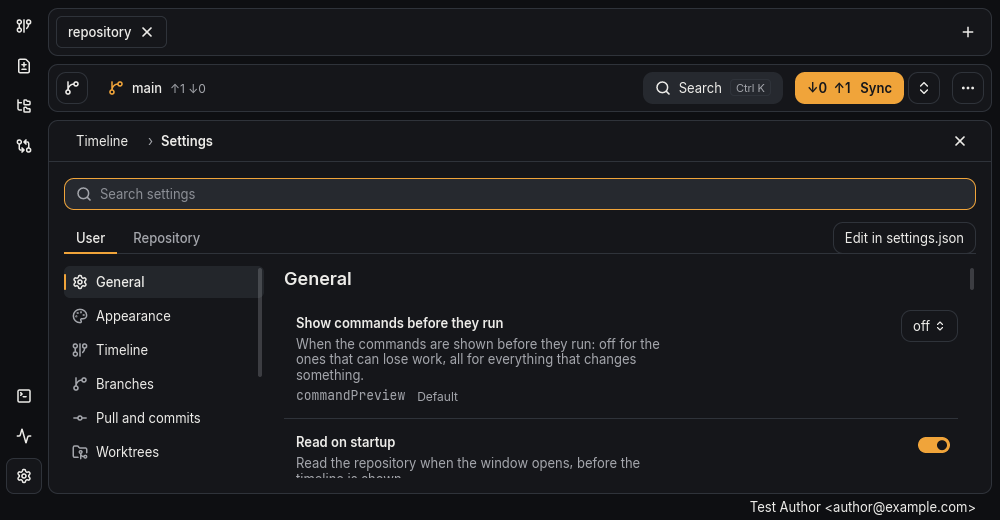 repository
main ↑1 ↓0
Search Ctrl K
↓0 ↑1 Sync
Timeline › Settings
Search settings
User Repository
Edit in settings.json
General
Appearance
Timeline
Branches
Pull and commits
Worktrees
General
Show commands before they run
off
When the commands are shown before they run: off for the
ones that can lose work, all for everything that changes
something.
commandPreview Default
Read on startup
Read the repository when the window opens, before the
timeline is shown.
Test Author <author@example.com>